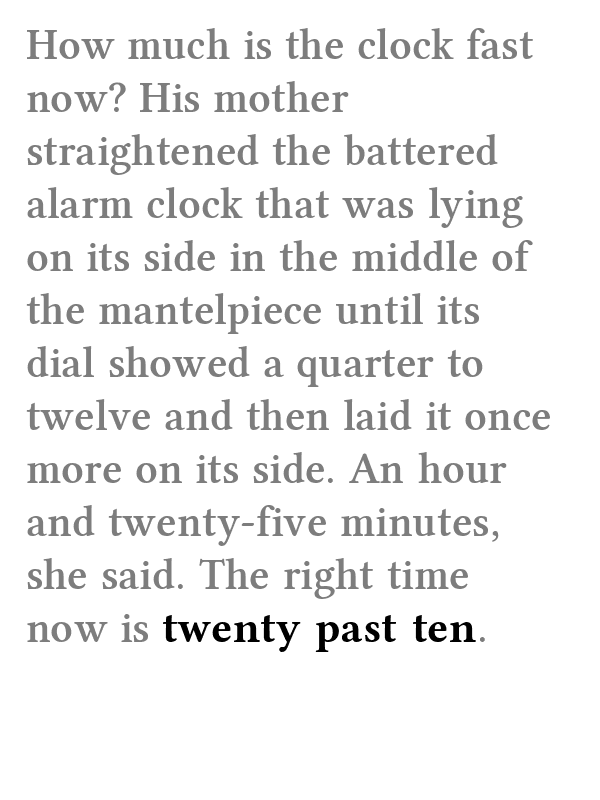 How much is the clock fast
now? His mother
straightened the battered
alarm clock that was lying
on its side in the middle of
the mantelpiece until its
dial showed a quarter to
twelve and then laid it once
more on its side. An hour
and twenty-five minutes,
she said. The right time
now is twenty past ten.